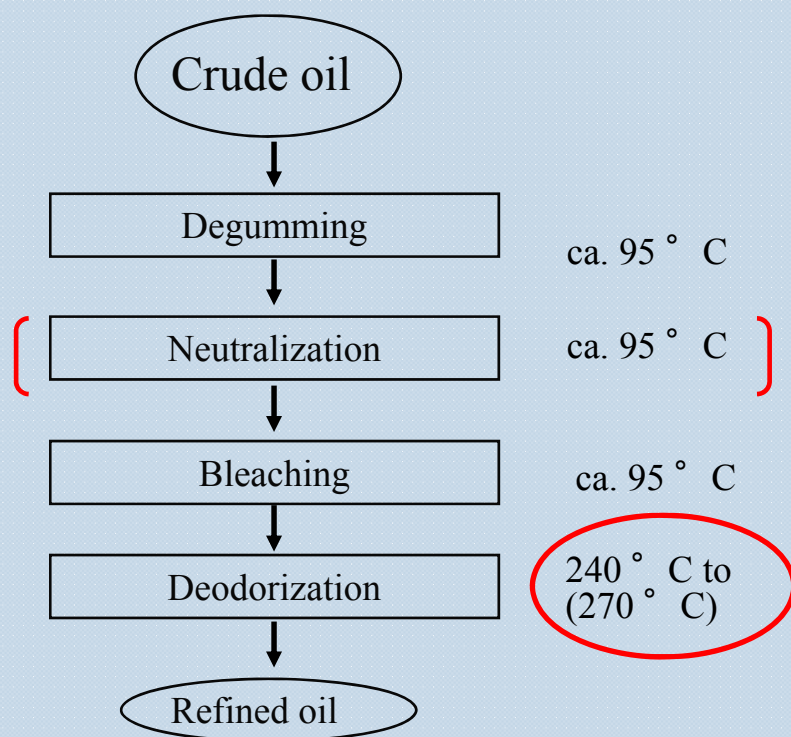 Crude oil
Degumming
ca. 95 ° C
Neutralization
ca. 95 ° C
Bleaching
ca. 95 ° C
Deodorization
240 ° C to
(270 ° C)
Refined oil